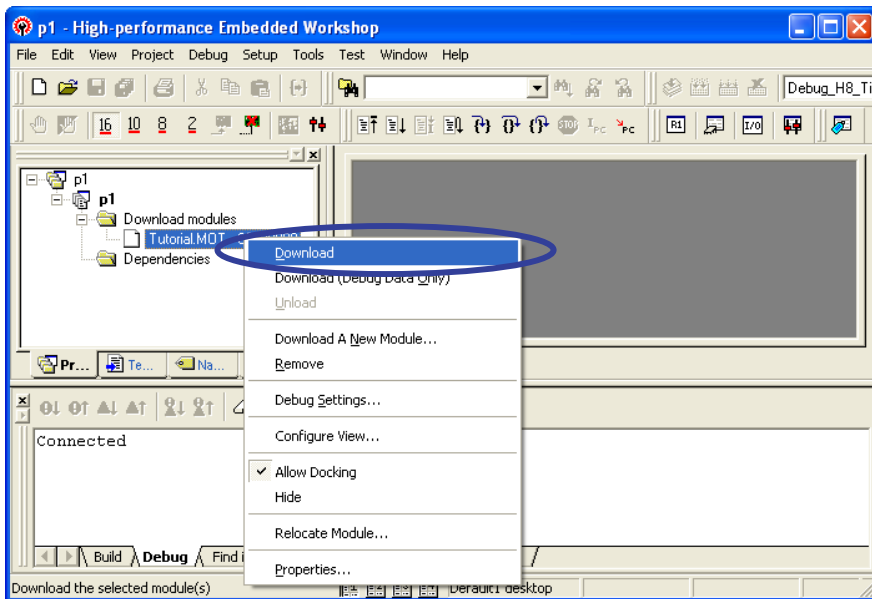 p1 - High-performance Embedded Workshop
File Edit View Project Debug Setup Tools Test Window Help
Debug_H8_Ti
16 10 8 2 STOP IPC PC R1 I/O
p1
p1
Download modules
Tutorial.MOT
Dependencies
Download
Download (Debug Data Only)
Unload
Download A New Module...
Remove
Debug Settings...
Configure View...
Allow Docking
Hide
Relocate Module...
Properties...
Pr... Te... Na...
Connected
Build Debug Find i
Download the selected module(s)
Default1 desktop